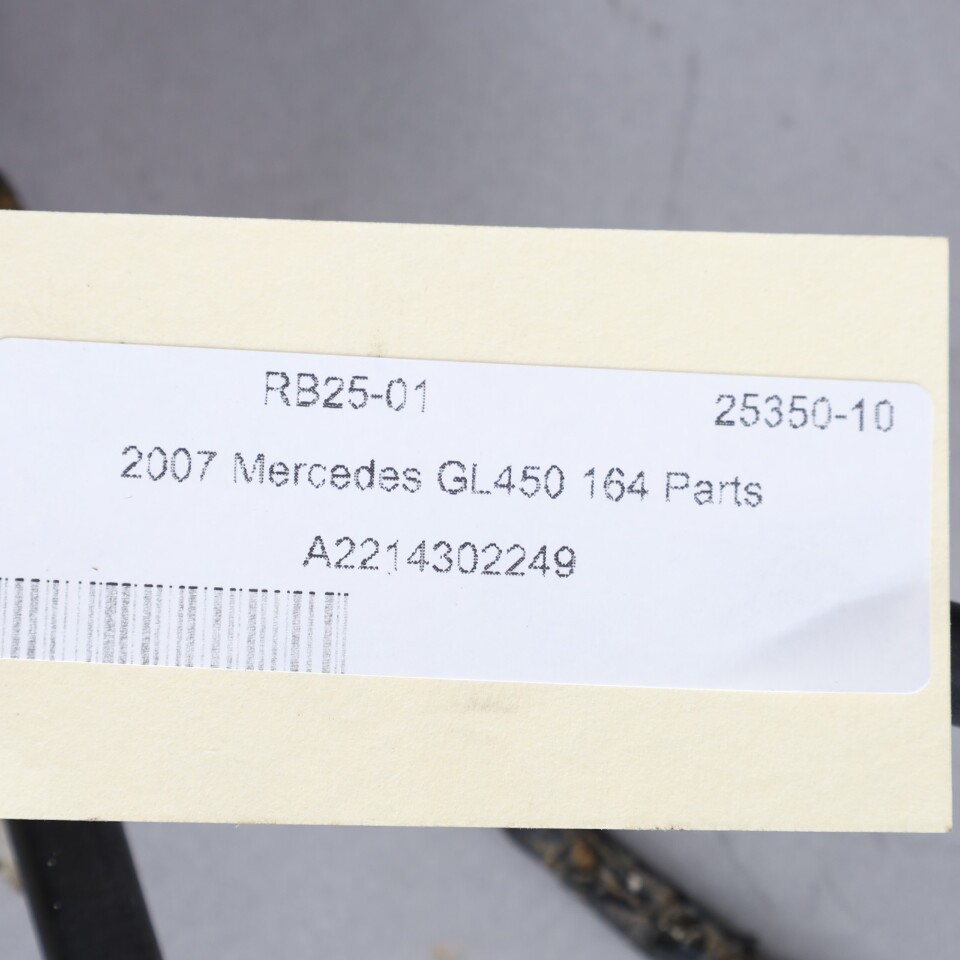 RB25-01 25350-10
2007 Mercedes GL450 164 Parts
A2214302249